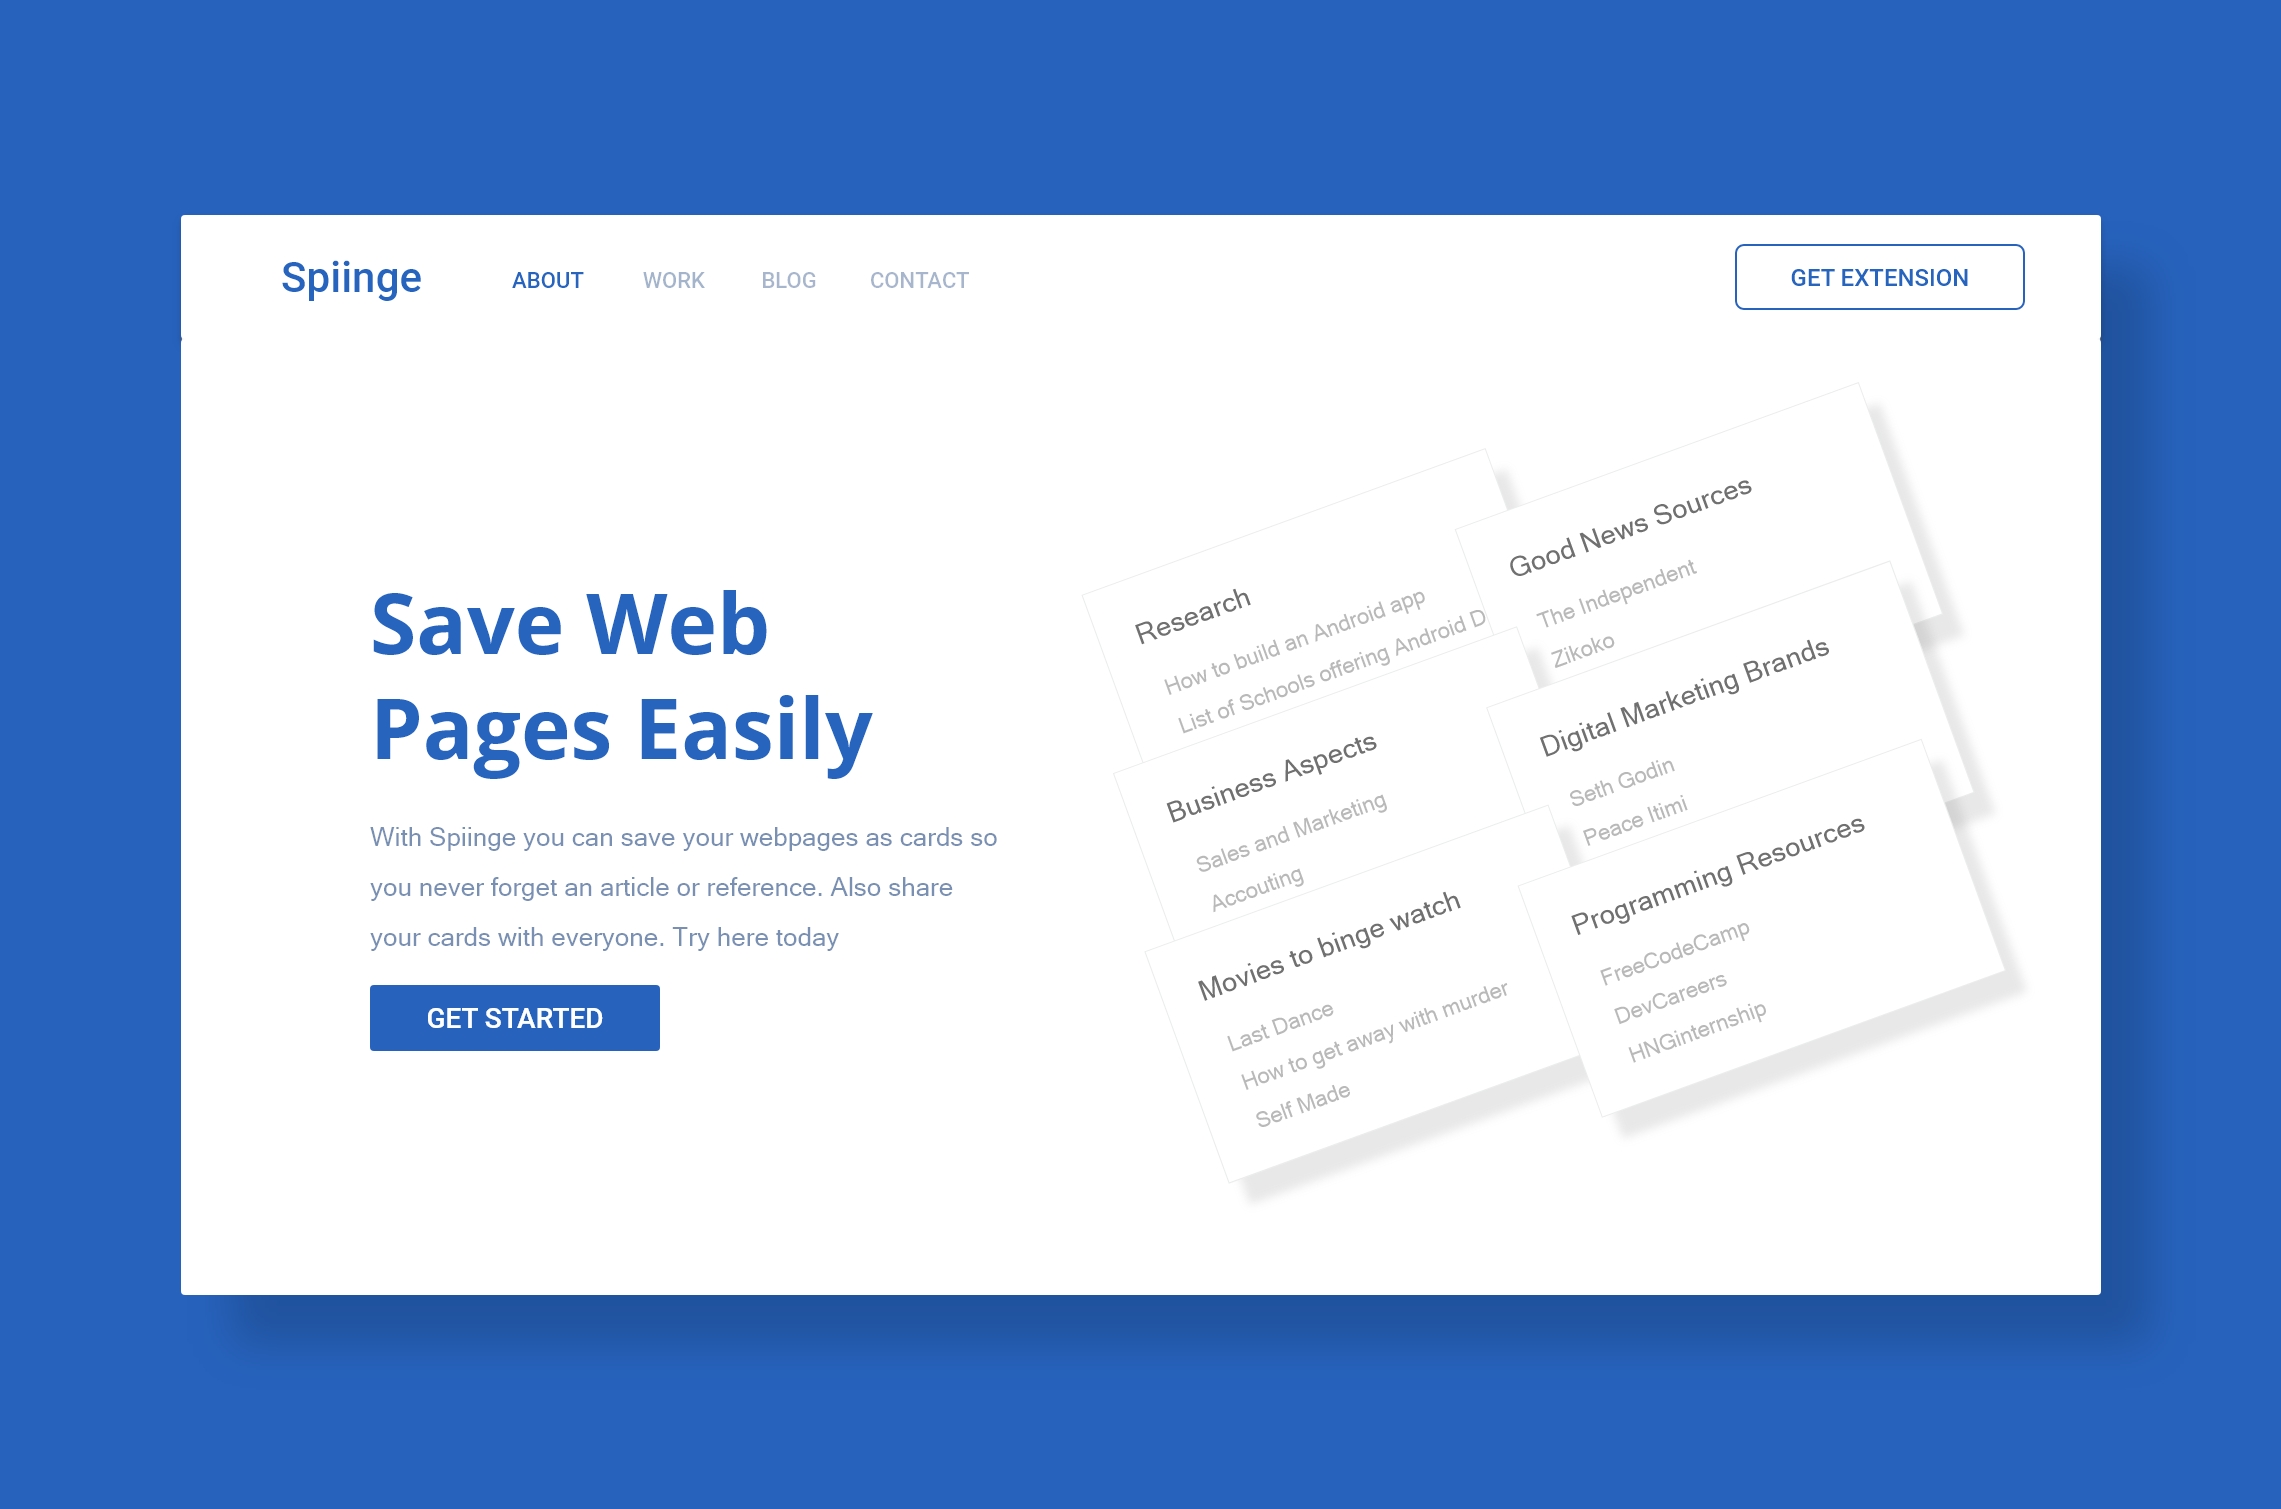 Spiinge
ABOUT
WORK
BLOG
CONTACT
GET EXTENSION
Save Web
Pages Easily
With Spiinge you can save your webpages as cards so
you never forget an article or reference. Also share
your cards with everyone. Try here today
GET STARTED
Research
How to build an Android app
List of Schools offering Android D
Good News Sources
The Independent
Zikoko
Business Aspects
Sales and Marketing
Accouting
Digital Marketing Brands
Seth Godin
Peace Itimi
Movies to binge watch
Last Dance
How to get away with murder
Self Made
Programming Resources
FreeCodeCamp
DevCareers
HNGinternship